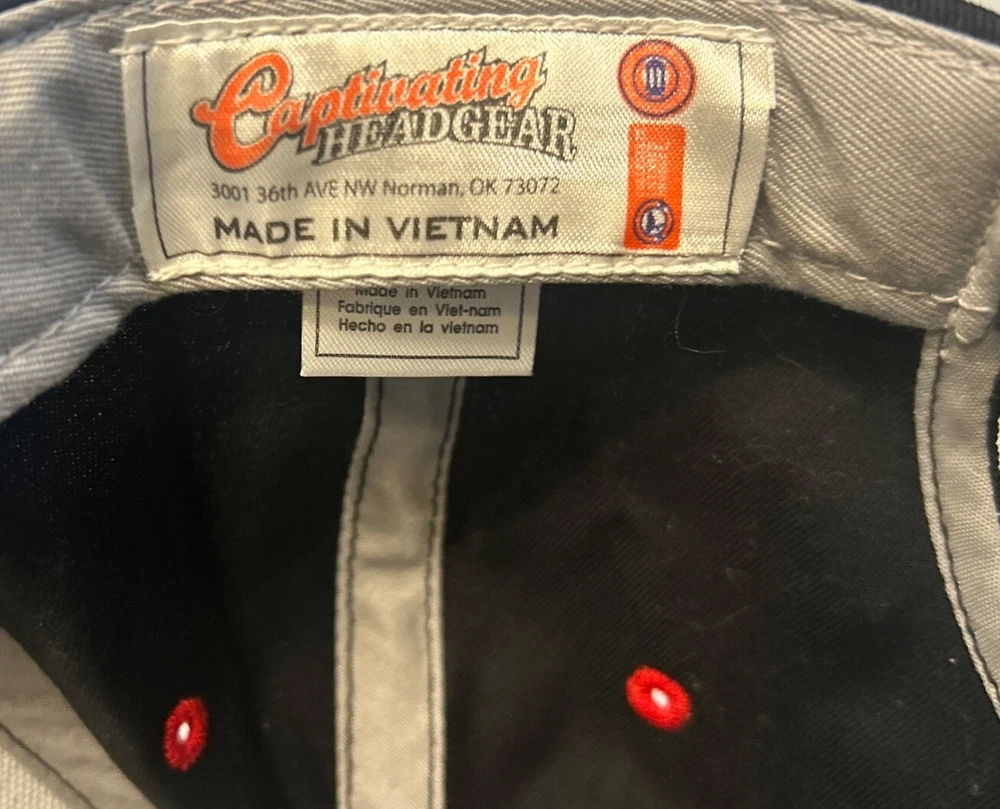 Captivating
HEADGEAR
3001 36th AVE NW Norman, OK 73072
MADE IN VIETNAM
Made in Vietnam
Fabrique en Viet-nam
Hecho en la vietnam